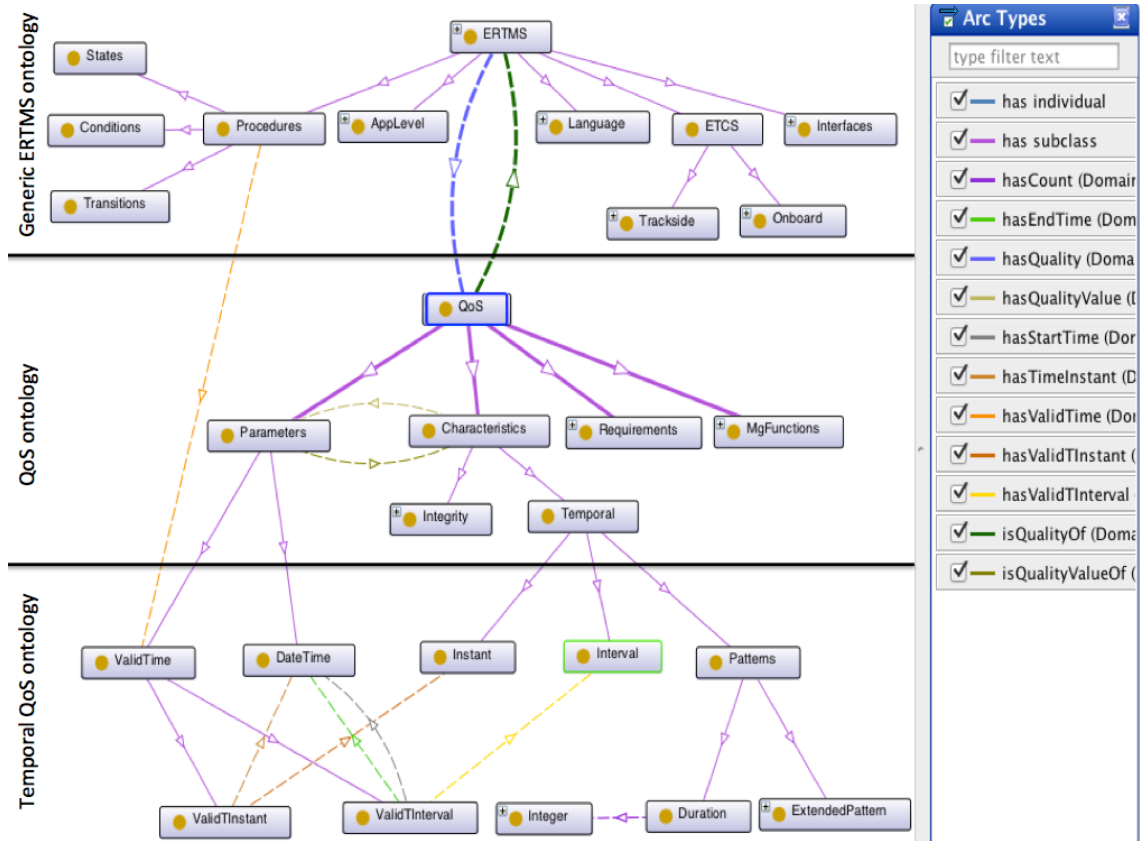 Generic ERTMS ontology
ERTMS
States
Conditions
Procedures
AppLevel
Language
ETCS
Interfaces
Transitions
Trackside
Onboard
QoS ontology
QoS
Parameters
Characteristics
Requirements
MgFunctions
Integrity
Temporal
Temporal QoS ontology
ValidTime
DateTime
Instant
Interval
Patterns
ValidTInstant
ValidTInterval
Integer
Duration
ExtendedPattern
Arc Types
type filter text
has individual
has subclass
hasCount (Domain
hasEndTime (Dom
hasQuality (Doma
hasQualityValue (D
hasStartTime (Dor
hasTimeInstant (D
hasValidTime (Doi
hasValidTInstant (
hasValidTInterval
isQualityOf (Doma
isQualityValueOf (